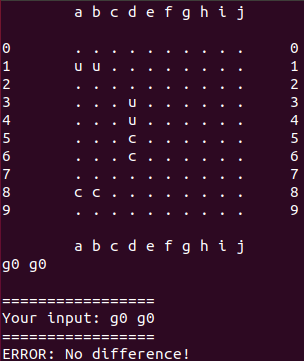 a b c d e f g h i j
0 . . . . . . . . . . 0
1 u u . . . . . . . . 1
2 . . . . . . . . . . 2
3 . . . u . . . . . . 3
4 . . . u . . . . . . 4
5 . . . c . . . . . . 5
6 . . . c . . . . . . 6
7 . . . . . . . . . . 7
8 c c . . . . . . . . 8
9 . . . . . . . . . . 9
a b c d e f g h i j
g0 g0
=================
Your input: g0 g0
=================
ERROR: No difference!